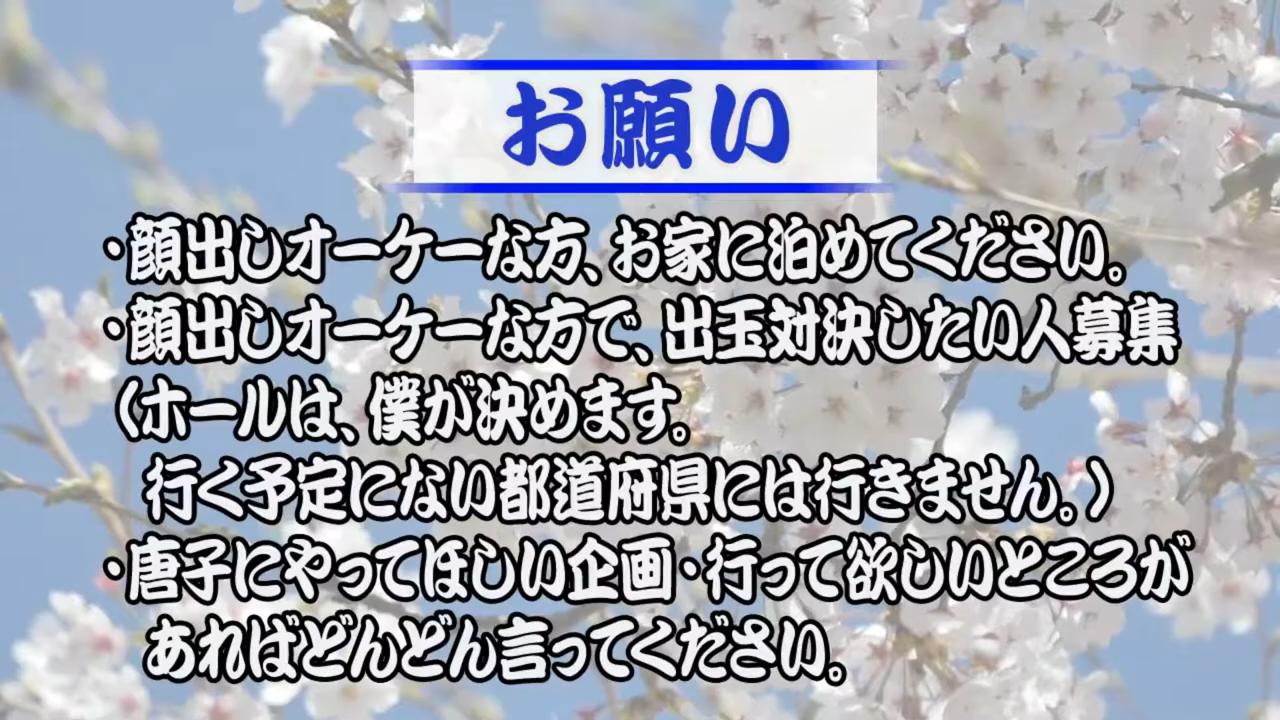 お願い
・顔出しオーケーな方、お家に泊めてください。
・顔出しオーケーな方で、出玉対決したい人募集
（ホールは、僕が決めます。
行く予定にない都道府県には行きません。）
・唐子にやってほしい企画・行って欲しいところが
あればどんどん言ってください。